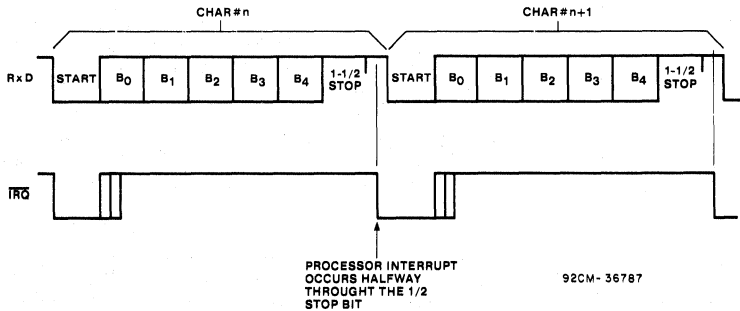 CHAR#n
CHAR#n+1
RxD
START
B0
B1
B2
B3
B4
1-1/2
STOP
START
B0
B1
B2
B3
B4
1-1/2
STOP
IRQ
PROCESSOR INTERRUPT
OCCURS HALFWAY
THROUGHT THE 1/2
STOP BIT
92CM-36787